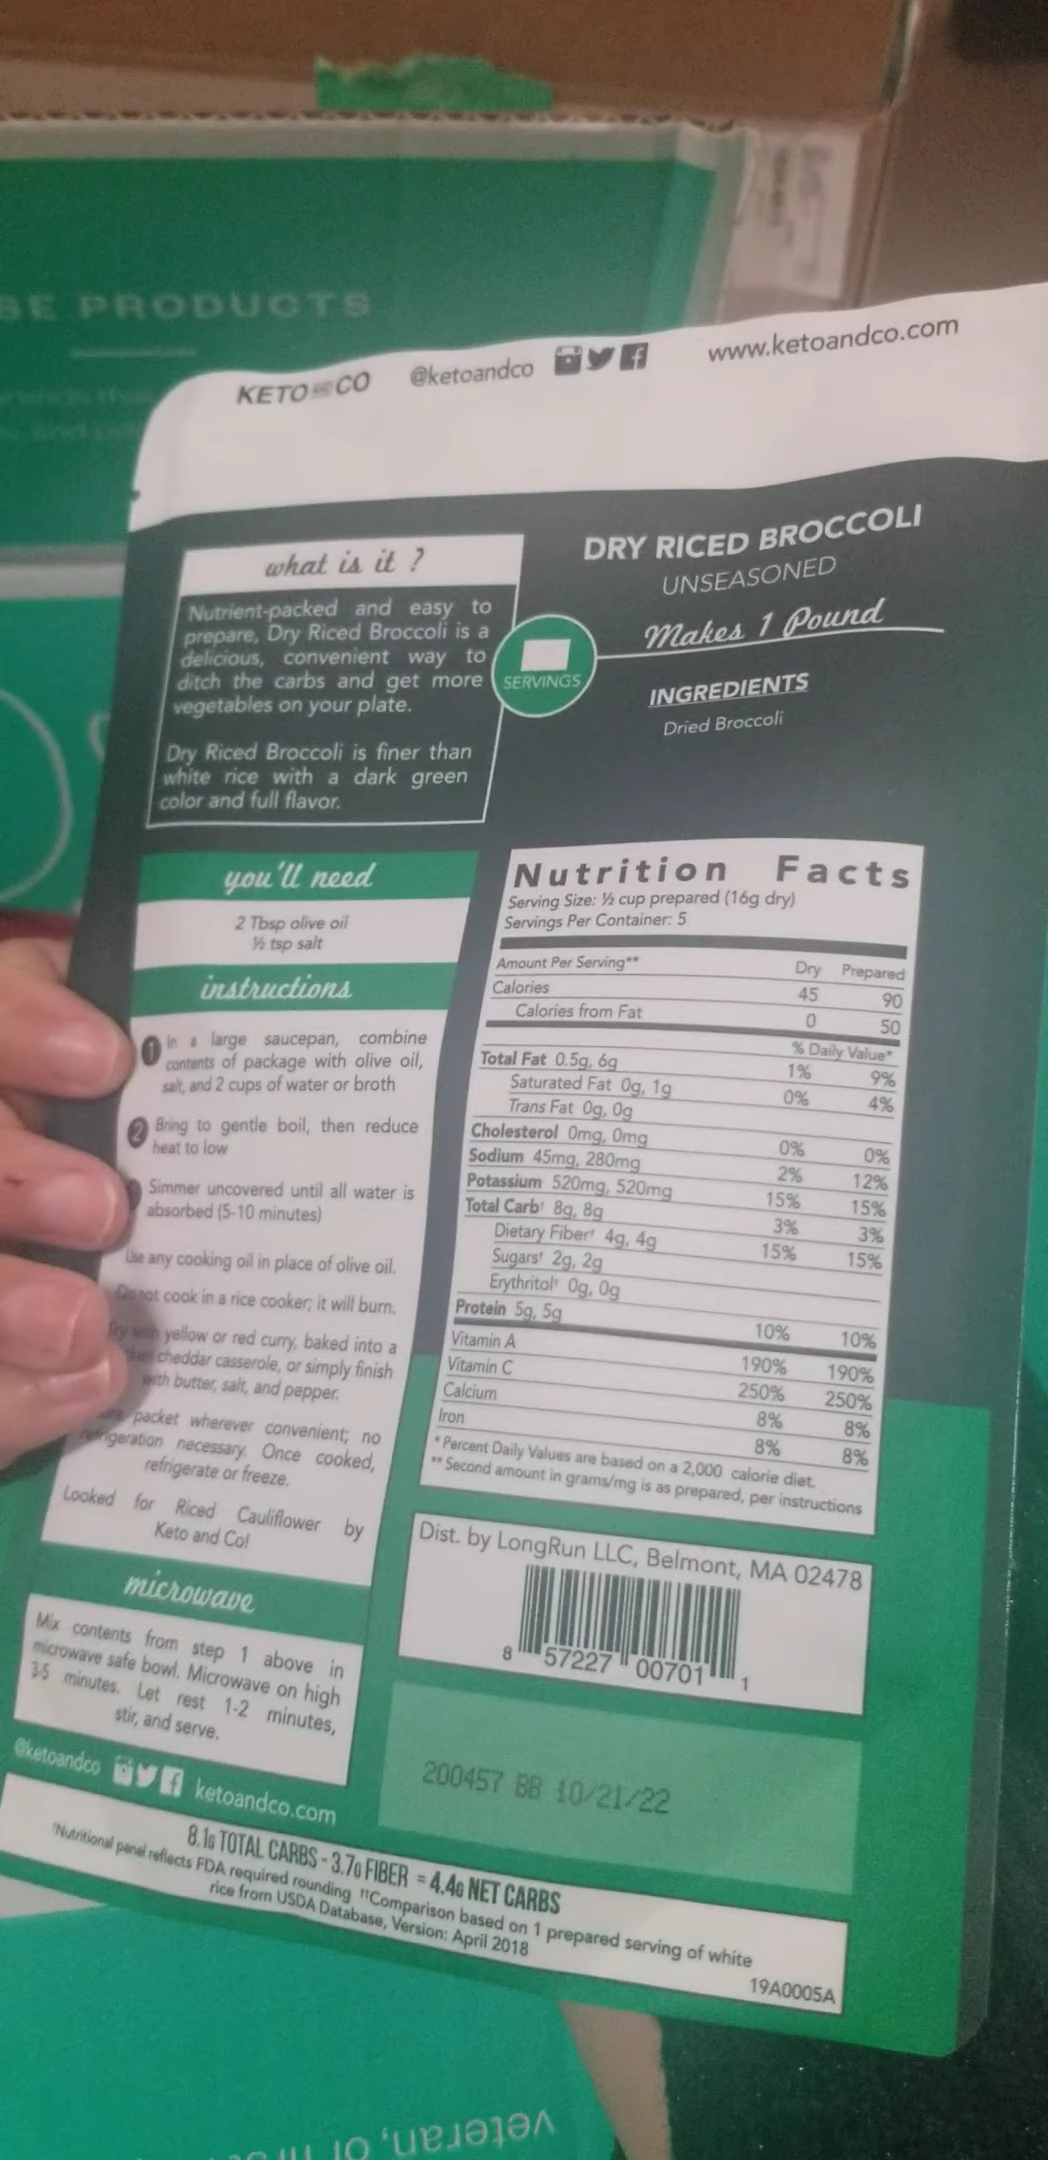 BE PRODUCTS
KETO AND CO @ketoandco www.ketoandco.com
what is it ?
Nutrient-packed and easy to
prepare, Dry Riced Broccoli is a
delicious, convenient way to
ditch the carbs and get more
vegetables on your plate.
Dry Riced Broccoli is finer than
white rice with a dark green
color and full flavor.
SERVINGS
DRY RICED BROCCOLI
UNSEASONED
Makes 1 Pound
INGREDIENTS
Dried Broccoli
you'll need
2 Tbsp olive oil
½ tsp salt
instructions
1 In a large saucepan, combine
contents of package with olive oil,
salt, and 2 cups of water or broth
2 Bring to gentle boil, then reduce
heat to low
Simmer uncovered until all water is
absorbed (5-10 minutes)
Use any cooking oil in place of olive oil.
Do not cook in a rice cooker; it will burn.
Try with yellow or red curry, baked into a
cheddar casserole, or simply finish
with butter, salt, and pepper.
packet wherever convenient; no
refrigeration necessary. Once cooked,
refrigerate or freeze.
Looked for Riced Cauliflower by
Keto and Co!
microwave
Mix contents from step 1 above in
microwave safe bowl. Microwave on high
3-5 minutes. Let rest 1-2 minutes,
stir, and serve.
@ketoandco ketoandco.com
Nutrition Facts
Serving Size: ½ cup prepared (16g dry)
Servings Per Container: 5
Amount Per Serving** Dry Prepared
Calories 45 90
Calories from Fat 0 50
% Daily Value*
Total Fat 0.5g, 6g 1% 9%
Saturated Fat 0g, 1g 0% 4%
Trans Fat 0g, 0g
Cholesterol 0mg, 0mg 0% 0%
Sodium 45mg, 280mg 2% 12%
Potassium 520mg, 520mg 15% 15%
Total Carb† 8g, 8g 3% 3%
Dietary Fiber† 4g, 4g 15% 15%
Sugars† 2g, 2g
Erythritol† 0g, 0g
Protein 5g, 5g 10% 10%
Vitamin A 190% 190%
Vitamin C 250% 250%
Calcium 8% 8%
Iron 8% 8%
* Percent Daily Values are based on a 2,000 calorie diet.
** Second amount in grams/mg is as prepared, per instructions
Dist. by LongRun LLC, Belmont, MA 02478
8 57227 00701 1
200457 BB 10/21/22
8.1G TOTAL CARBS - 3.7G FIBER = 4.4G NET CARBS
†Nutritional panel reflects FDA required rounding ††Comparison based on 1 prepared serving of white
rice from USDA Database, Version: April 2018
19A0005A
veteran, or